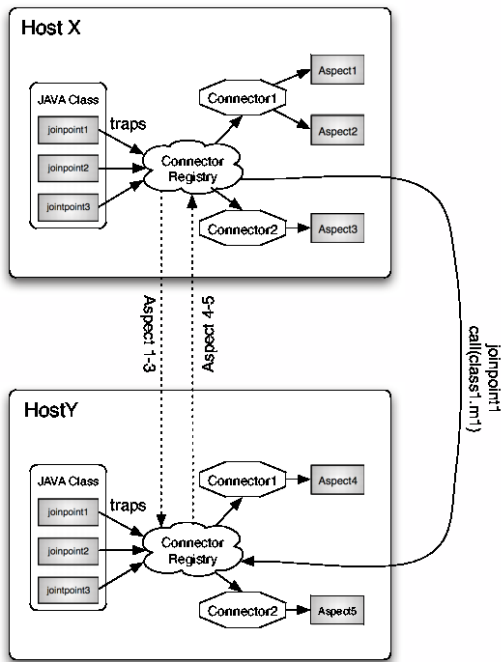 Host X
JAVA Class
joinpoint1
joinpoint2
jointpoint3
traps
Connector
Registry
Connector1
Connector2
Aspect1
Aspect2
Aspect3
Aspect 1-3
Aspect 4-5
joinpoint1
call(class1.m1)
HostY
JAVA Class
joinpoint1
joinpoint2
jointpoint3
traps
Connector
Registry
Connector1
Connector2
Aspect4
Aspect5